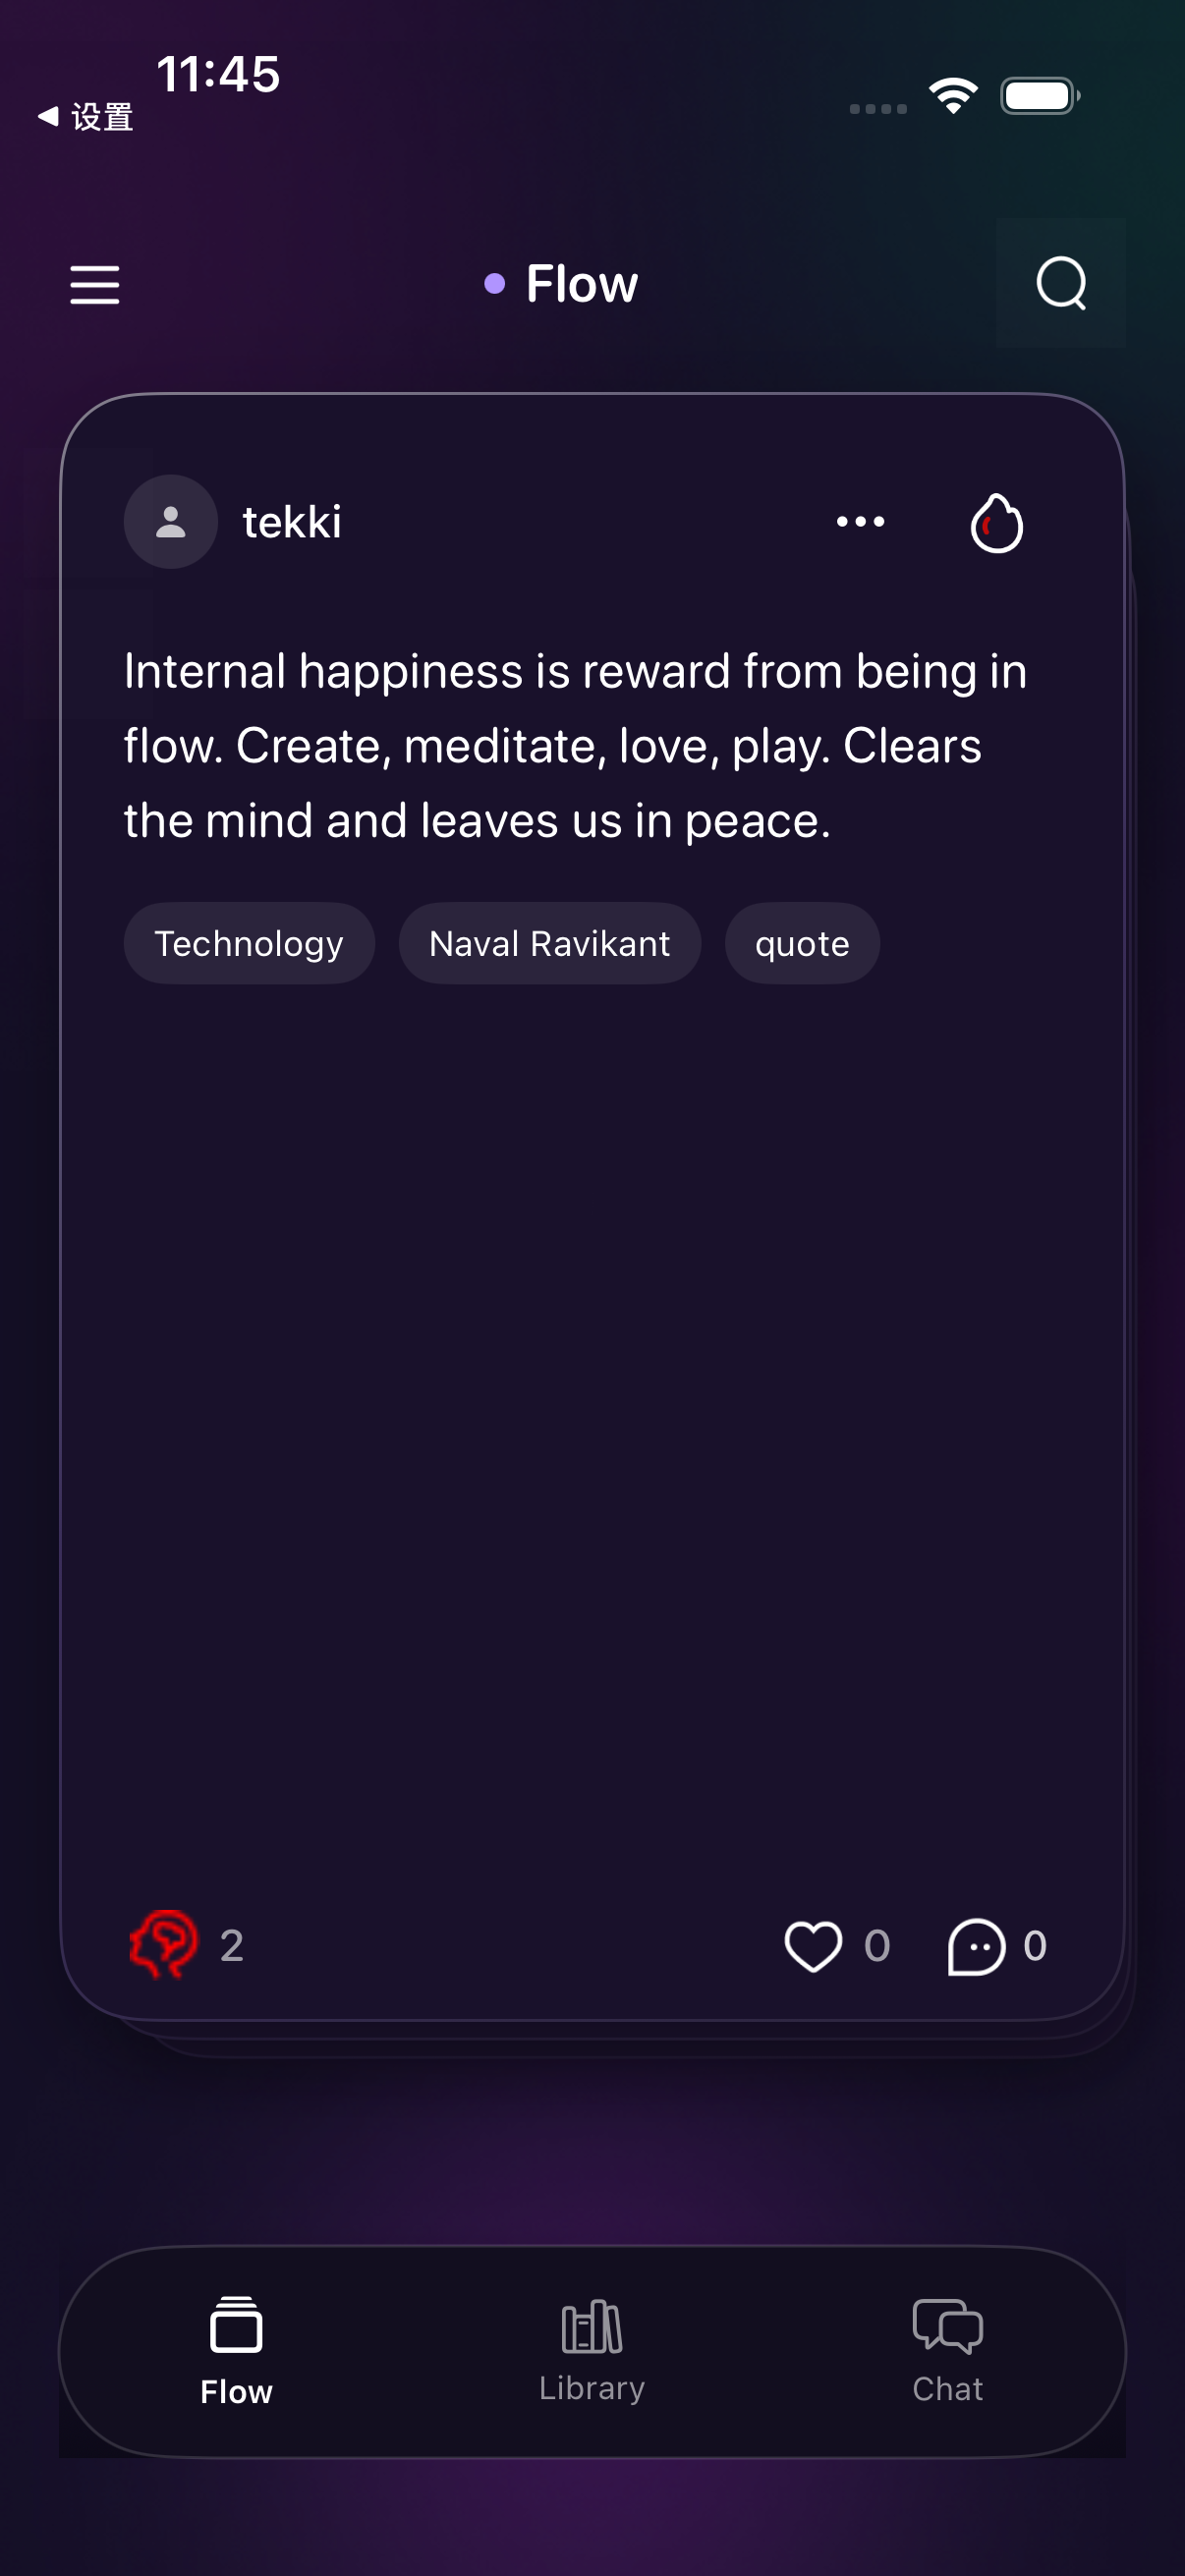 11:45
设置
Flow
tekki
Internal happiness is reward from being in
flow. Create, meditate, love, play. Clears
the mind and leaves us in peace.
Technology Naval Ravikant quote
2 0 0
Flow Library Chat